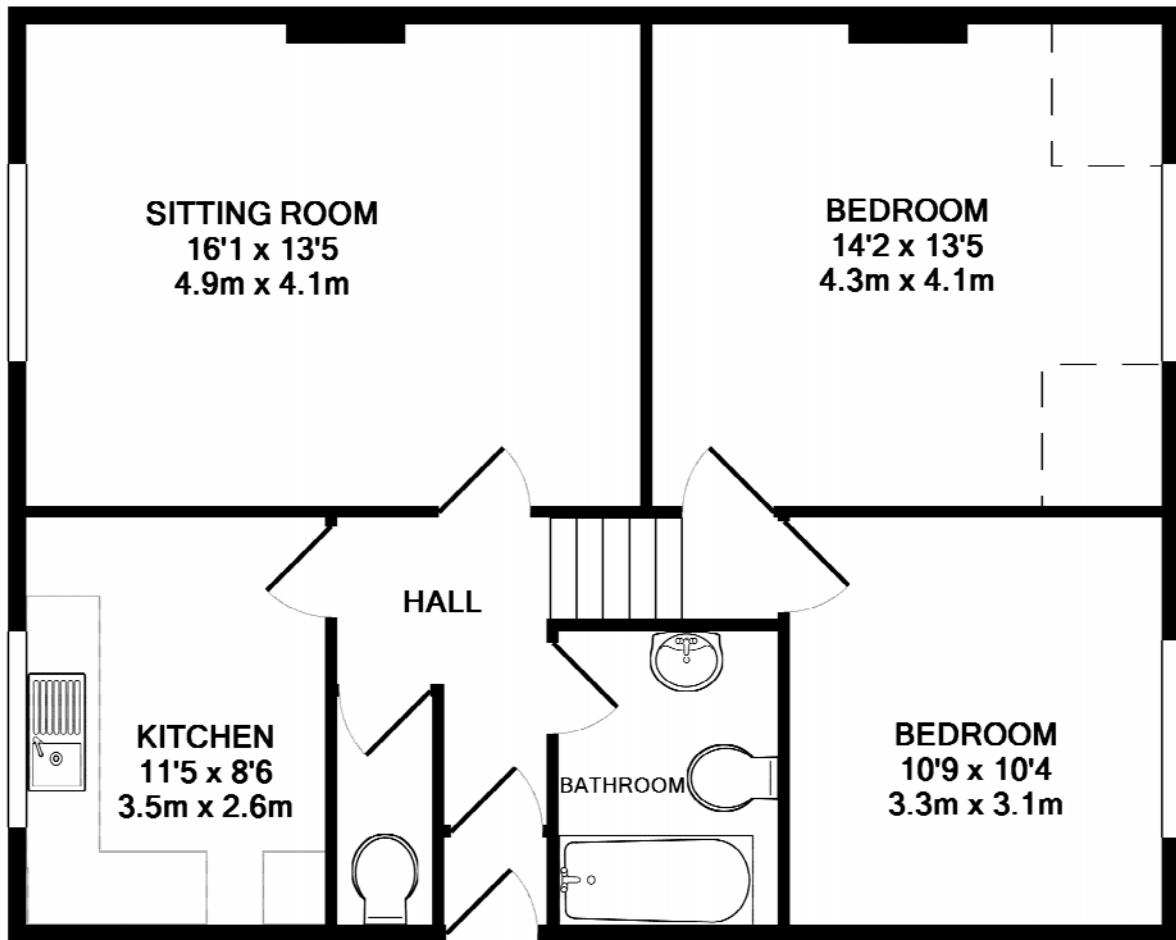 SITTING ROOM
16'1 x 13'5
4.9m x 4.1m
BEDROOM
14'2 x 13'5
4.3m x 4.1m
HALL
KITCHEN
11'5 x 8'6
3.5m x 2.6m
BATHROOM
BEDROOM
10'9 x 10'4
3.3m x 3.1m